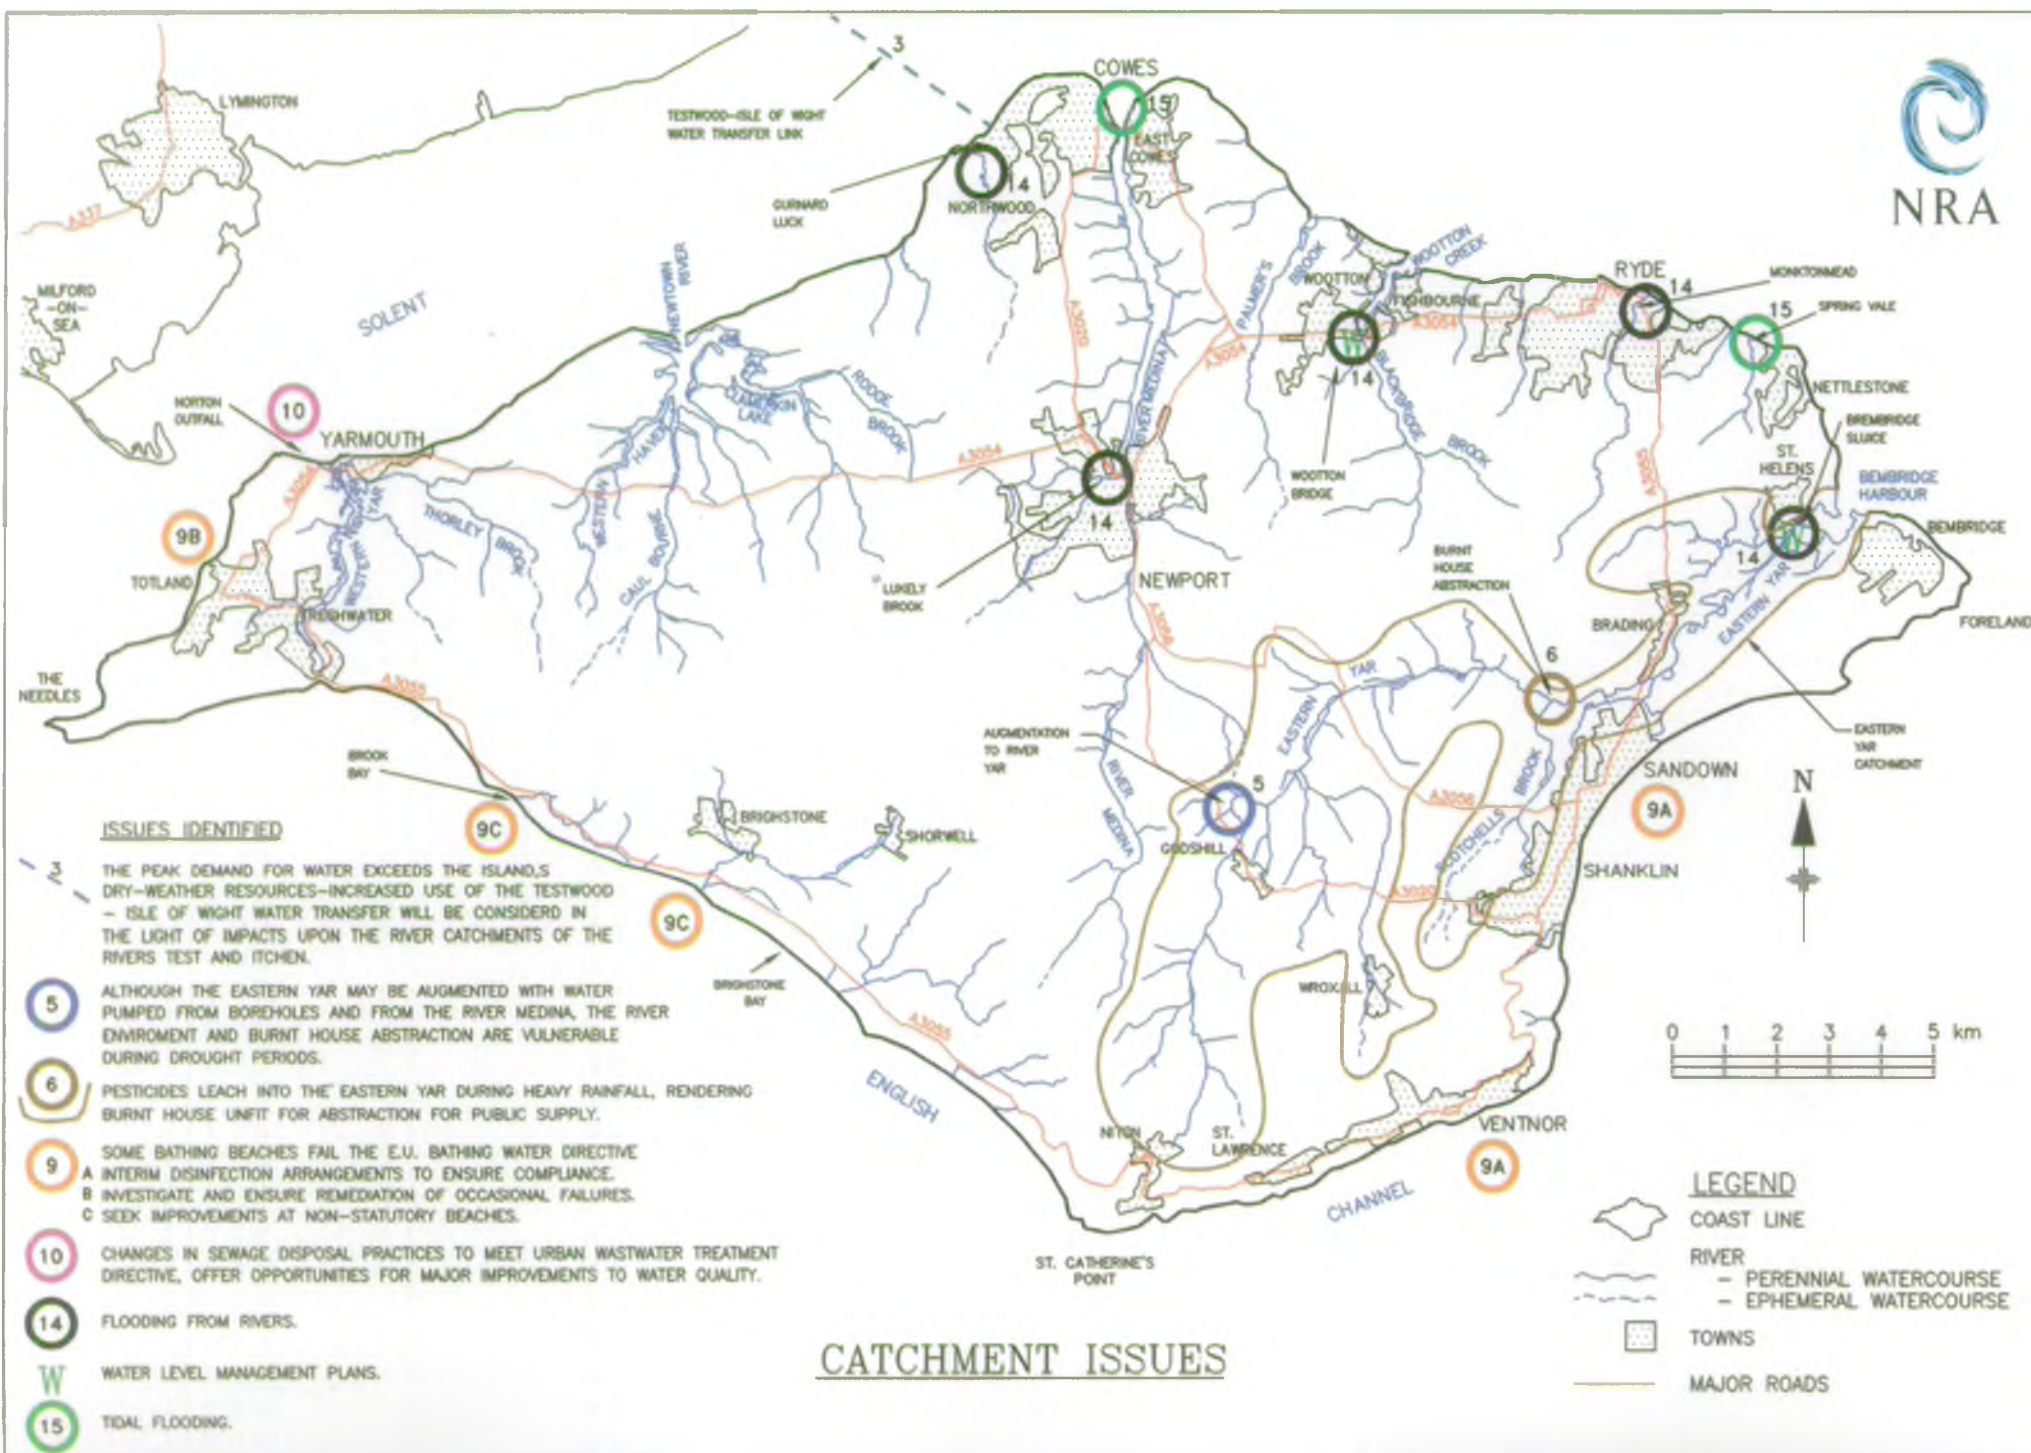 3
COWES
LYMINGTON
TESTWOOD-ISLE OF WIGHT
WATER TRANSFER LINK
15
EAST
COWES
NRA
A337
GURNARD
LUCK
14
NORTHWOOD
MILFORD
-ON-
SEA
SOLENT
NEWTOWN
RIVER
PALMER'S
BROOK
WOOTTON
CREEK
WOOTTON
FISHBOURNE
RYDE
14
MONKTONMEAD
15
SPRING VALE
A3020
A3054
A3054
RIVER MEDINA
14
BLACKBRIDGE
BROOK
WOOTTON
BRIDGE
W
NETTLESTONE
BREMBRIDGE
SLUICE
ST.
HELENS
BEMBRIDGE
HARBOUR
BEMBRIDGE
A3055
NORTON
OUTFALL
10
YARMOUTH
A3054
RODGE
BROOK
CLAMERKIN
LAKE
WESTERN
HAVEN
A3054
THORLEY
BROOK
WESTERN
YAR
CAUL BOURNE
14
LUKELY
BROOK
NEWPORT
9B
TOTLAND
FRESHWATER
THE
NEEDLES
A3055
A3056
BURNT
HOUSE
ABSTRACTION
6
BRADING
14
W
EASTERN YAR
FORELAND
EASTERN
YAR
CATCHMENT
EASTERN
YAR
AUGMENTATION
TO RIVER
YAR
5
RIVER
MEDINA
GODSHILL
A3056
SCOTCHELLS
BROOK
SANDOWN
9A
SHANKLIN
A3020
N
BROOK
BAY
9C
BRIGHSTONE
SHORWELL
9C
BRIGHSTONE
BAY
A3055
WROXALL
ENGLISH
CHANNEL
NITON
ST.
LAWRENCE
VENTNOR
9A
ST. CATHERINE'S
POINT
0 1 2 3 4 5 km
ISSUES IDENTIFIED
3
THE PEAK DEMAND FOR WATER EXCEEDS THE ISLAND,S
DRY-WEATHER RESOURCES-INCREASED USE OF THE TESTWOOD
- ISLE OF WIGHT WATER TRANSFER WILL BE CONSIDERD IN
THE LIGHT OF IMPACTS UPON THE RIVER CATCHMENTS OF THE
RIVERS TEST AND ITCHEN.
5
ALTHOUGH THE EASTERN YAR MAY BE AUGMENTED WITH WATER
PUMPED FROM BOREHOLES AND FROM THE RIVER MEDINA, THE RIVER
ENVIROMENT AND BURNT HOUSE ABSTRACTION ARE VULNERABLE
DURING DROUGHT PERIODS.
6
PESTICIDES LEACH INTO THE EASTERN YAR DURING HEAVY RAINFALL, RENDERING
BURNT HOUSE UNFIT FOR ABSTRACTION FOR PUBLIC SUPPLY.
9
SOME BATHING BEACHES FAIL THE E.U. BATHING WATER DIRECTIVE
A INTERIM DISINFECTION ARRANGEMENTS TO ENSURE COMPLIANCE.
B INVESTIGATE AND ENSURE REMEDIATION OF OCCASIONAL FAILURES.
C SEEK IMPROVEMENTS AT NON-STATUTORY BEACHES.
10
CHANGES IN SEWAGE DISPOSAL PRACTICES TO MEET URBAN WASTWATER TREATMENT
DIRECTIVE, OFFER OPPORTUNITIES FOR MAJOR IMPROVEMENTS TO WATER QUALITY.
14
FLOODING FROM RIVERS.
W
WATER LEVEL MANAGEMENT PLANS.
15
TIDAL FLOODING.
CATCHMENT ISSUES
LEGEND
COAST LINE
RIVER
- PERENNIAL WATERCOURSE
- EPHEMERAL WATERCOURSE
TOWNS
MAJOR ROADS